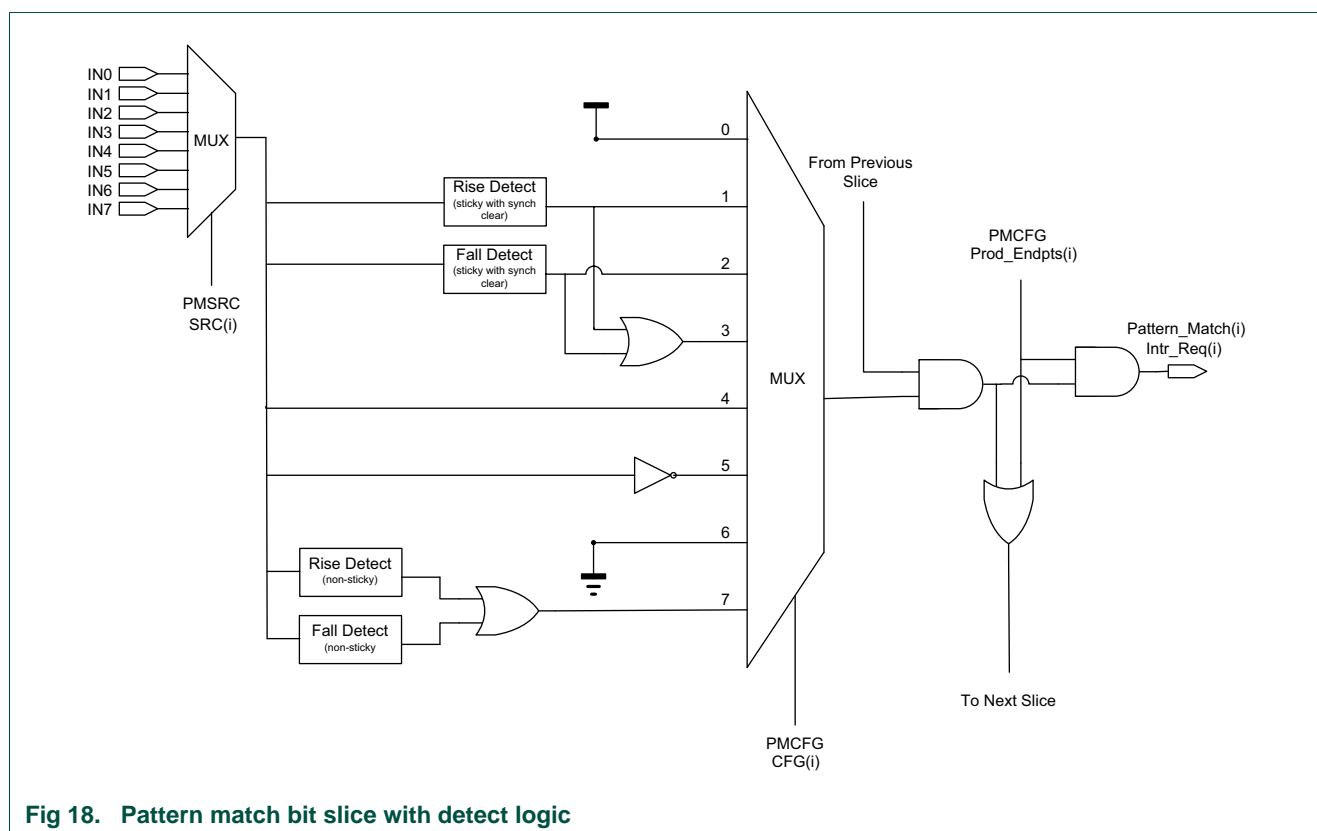 IN0
IN1
IN2
IN3
IN4
IN5
IN6
IN7
MUX
PMSRC
SRC(i)
Rise Detect
(sticky with synch
clear)
Fall Detect
(sticky with synch
clear)
Rise Detect
(non-sticky)
Fall Detect
(non-sticky
0
1
2
3
4
5
6
7
MUX
PMCFG
CFG(i)
From Previous
Slice
PMCFG
Prod_Endpts(i)
Pattern_Match(i)
Intr_Req(i)
To Next Slice
Fig 18. Pattern match bit slice with detect logic